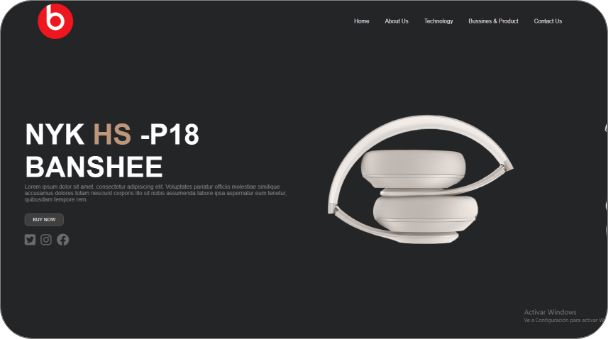 b
Home About Us Technology Bussines & Product Contact Us
NYK HS -P18
BANSHEE
Lorem ipsum dolor sit amet, consectetur adipisicing elit. Voluptates pariatur officiis molestiae similique
accusamus dolores totam nesciunt corporis illo ut nobis assumenda labore ipsa aspernatur eum tenetur,
quibusdam tempore rem.
BUY NOW
Activar Windows
Ve a Configuración para activar W